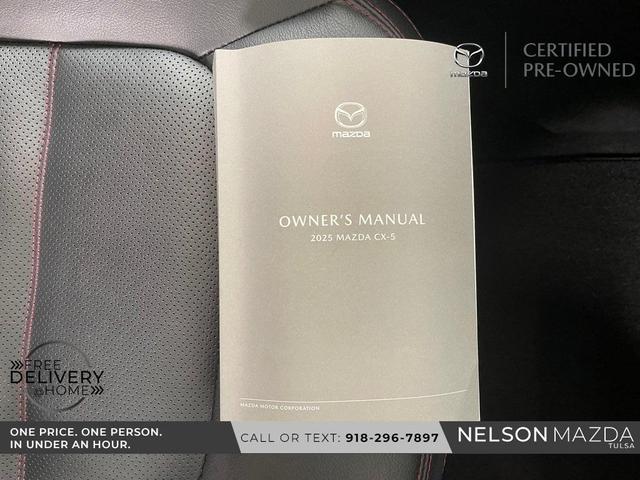 mazda
CERTIFIED
PRE-OWNED
mazda
OWNER'S MANUAL
2025 MAZDA CX-5
MAZDA MOTOR CORPORATION
FREE
DELIVERY
@HOME
ONE PRICE. ONE PERSON.
IN UNDER AN HOUR.
CALL OR TEXT: 918-296-7897
NELSON MAZDA
TULSA